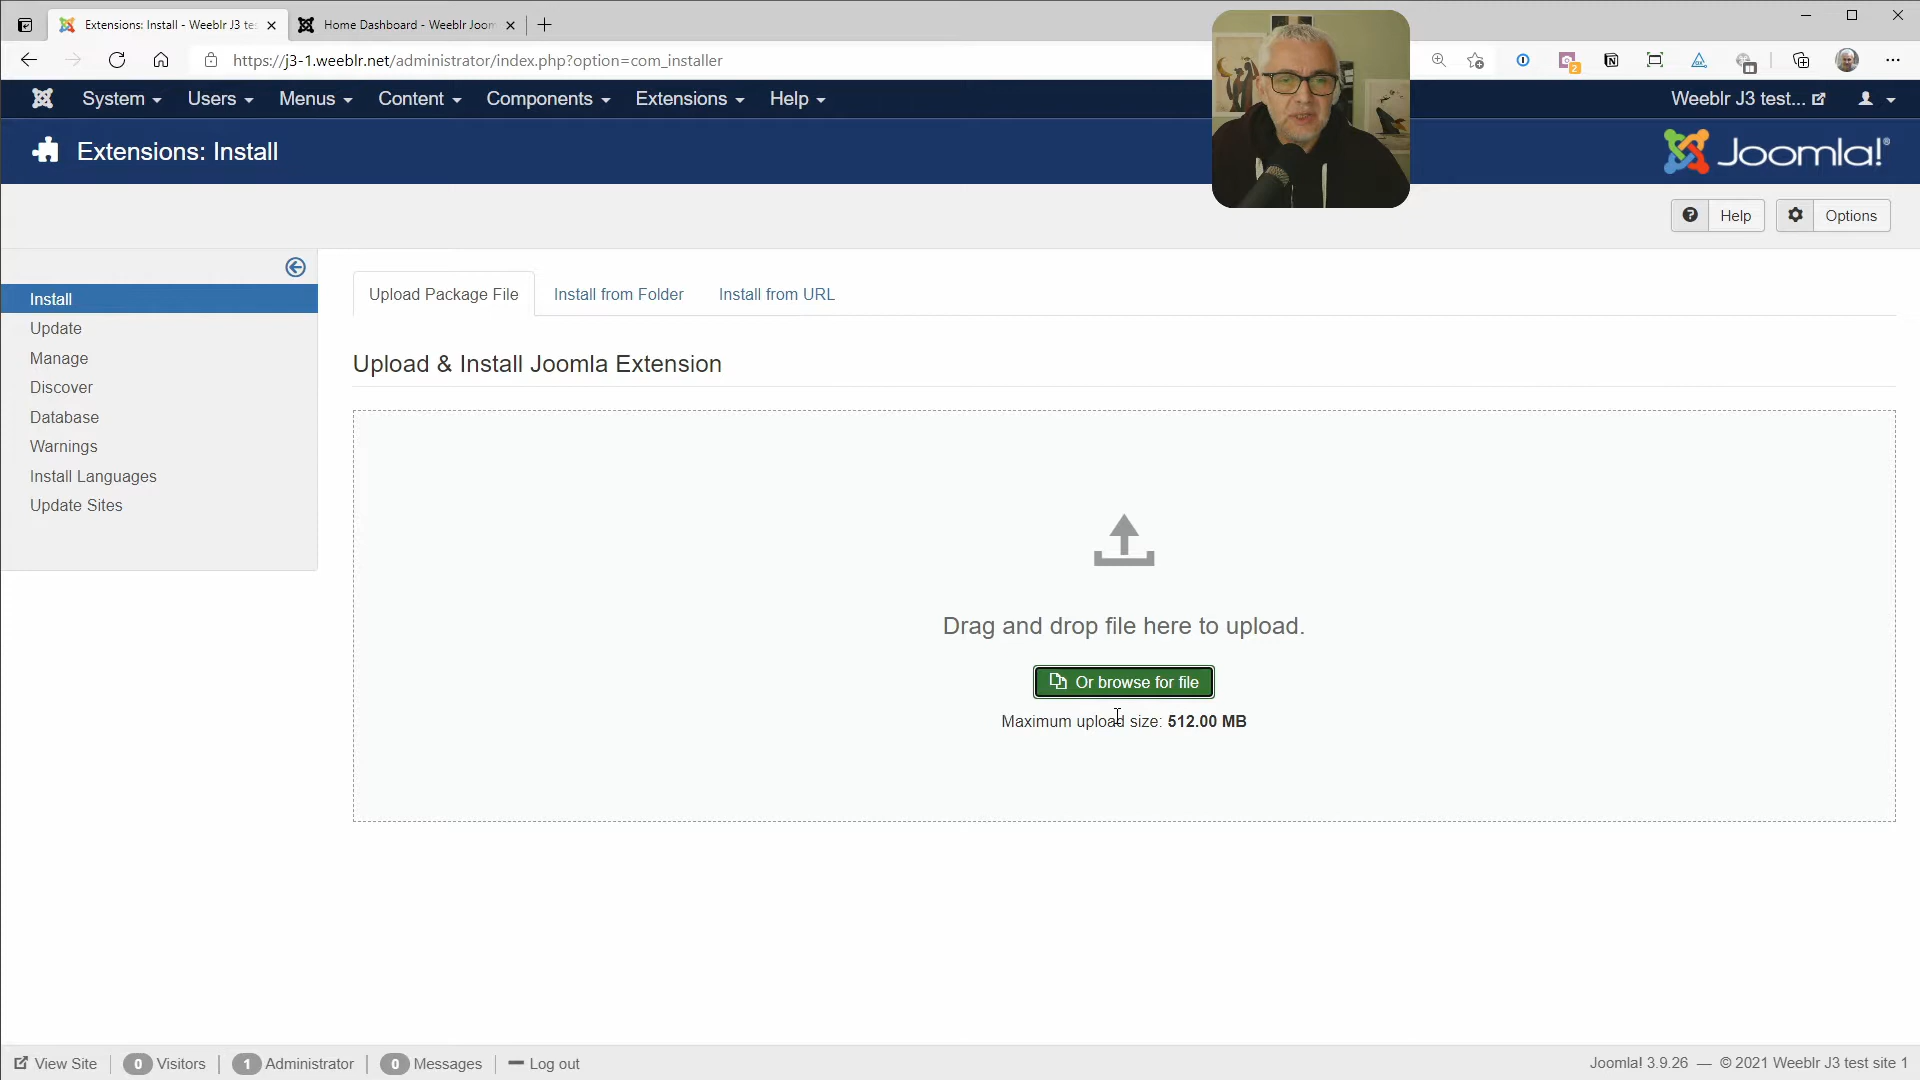 Extensions: Install - Weeblr J3 te
Home Dashboard - Weeblr Joom
https://j3-1.weeblr.net/administrator/index.php?option=com_installer
2
System
Users
Menus
Content
Components
Extensions
Help
Weeblr J3 test...
Extensions: Install
Joomla!®
Help
Options
Install
Update
Manage
Discover
Database
Warnings
Install Languages
Update Sites
Upload Package File
Install from Folder
Install from URL
Upload & Install Joomla Extension
Drag and drop file here to upload.
Or browse for file
Maximum upload size: 512.00 MB
View Site
0 Visitors
1 Administrator
0 Messages
Log out
Joomla! 3.9.26 — © 2021 Weeblr J3 test site 1